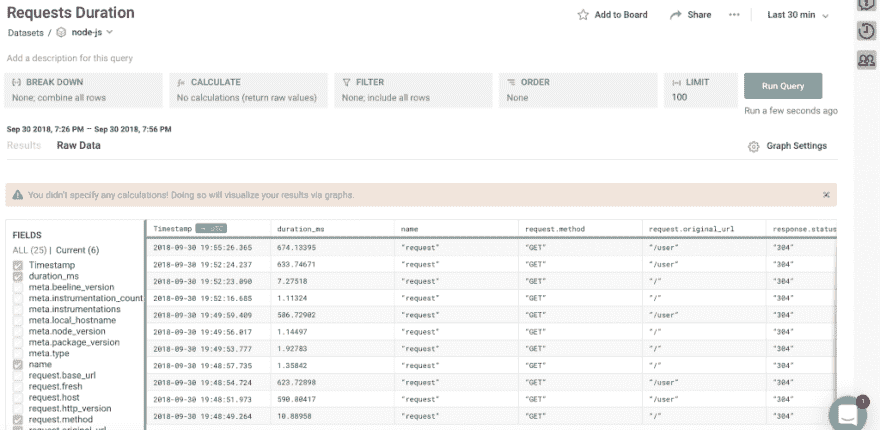 Requests Duration
Add to Board Share ••• Last 30 min
Datasets / node-js
Add a description for this query
BREAK DOWN CALCULATE FILTER ORDER LIMIT
None; combine all rows No calculations (return raw values) None; include all rows None 100
Run Query
Run a few seconds ago
Sep 30 2018, 7:26 PM – Sep 30 2018, 7:56 PM
Results Raw Data Graph Settings
You didn't specify any calculations! Doing so will visualize your results via graphs.
FIELDS
ALL (25) | Current (6)
Timestamp
duration_ms
meta.beeline_version
meta.instrumentation_count
meta.instrumentations
meta.local_hostname
meta.node_version
meta.package_version
meta.type
name
request.base_url
request.fresh
request.host
request.http_version
request.method
request.original_url
Timestamp UTC duration_ms name request.method request.original_url response.status
2018-09-30 19:55:26.365 674.13395 "request" "GET" "/user" "304"
2018-09-30 19:52:24.237 633.74671 "request" "GET" "/user" "304"
2018-09-30 19:52:23.090 7.27518 "request" "GET" "/" "304"
2018-09-30 19:52:16.685 1.11324 "request" "GET" "/" "304"
2018-09-30 19:49:59.409 586.72902 "request" "GET" "/user" "304"
2018-09-30 19:49:56.017 1.14497 "request" "GET" "/" "304"
2018-09-30 19:49:53.777 1.92783 "request" "GET" "/" "304"
2018-09-30 19:48:57.735 1.35842 "request" "GET" "/" "304"
2018-09-30 19:48:54.724 623.72898 "request" "GET" "/user" "304"
2018-09-30 19:48:51.973 590.80417 "request" "GET" "/user" "304"
2018-09-30 19:48:49.264 10.88958 "request" "GET" "/" "304"
1